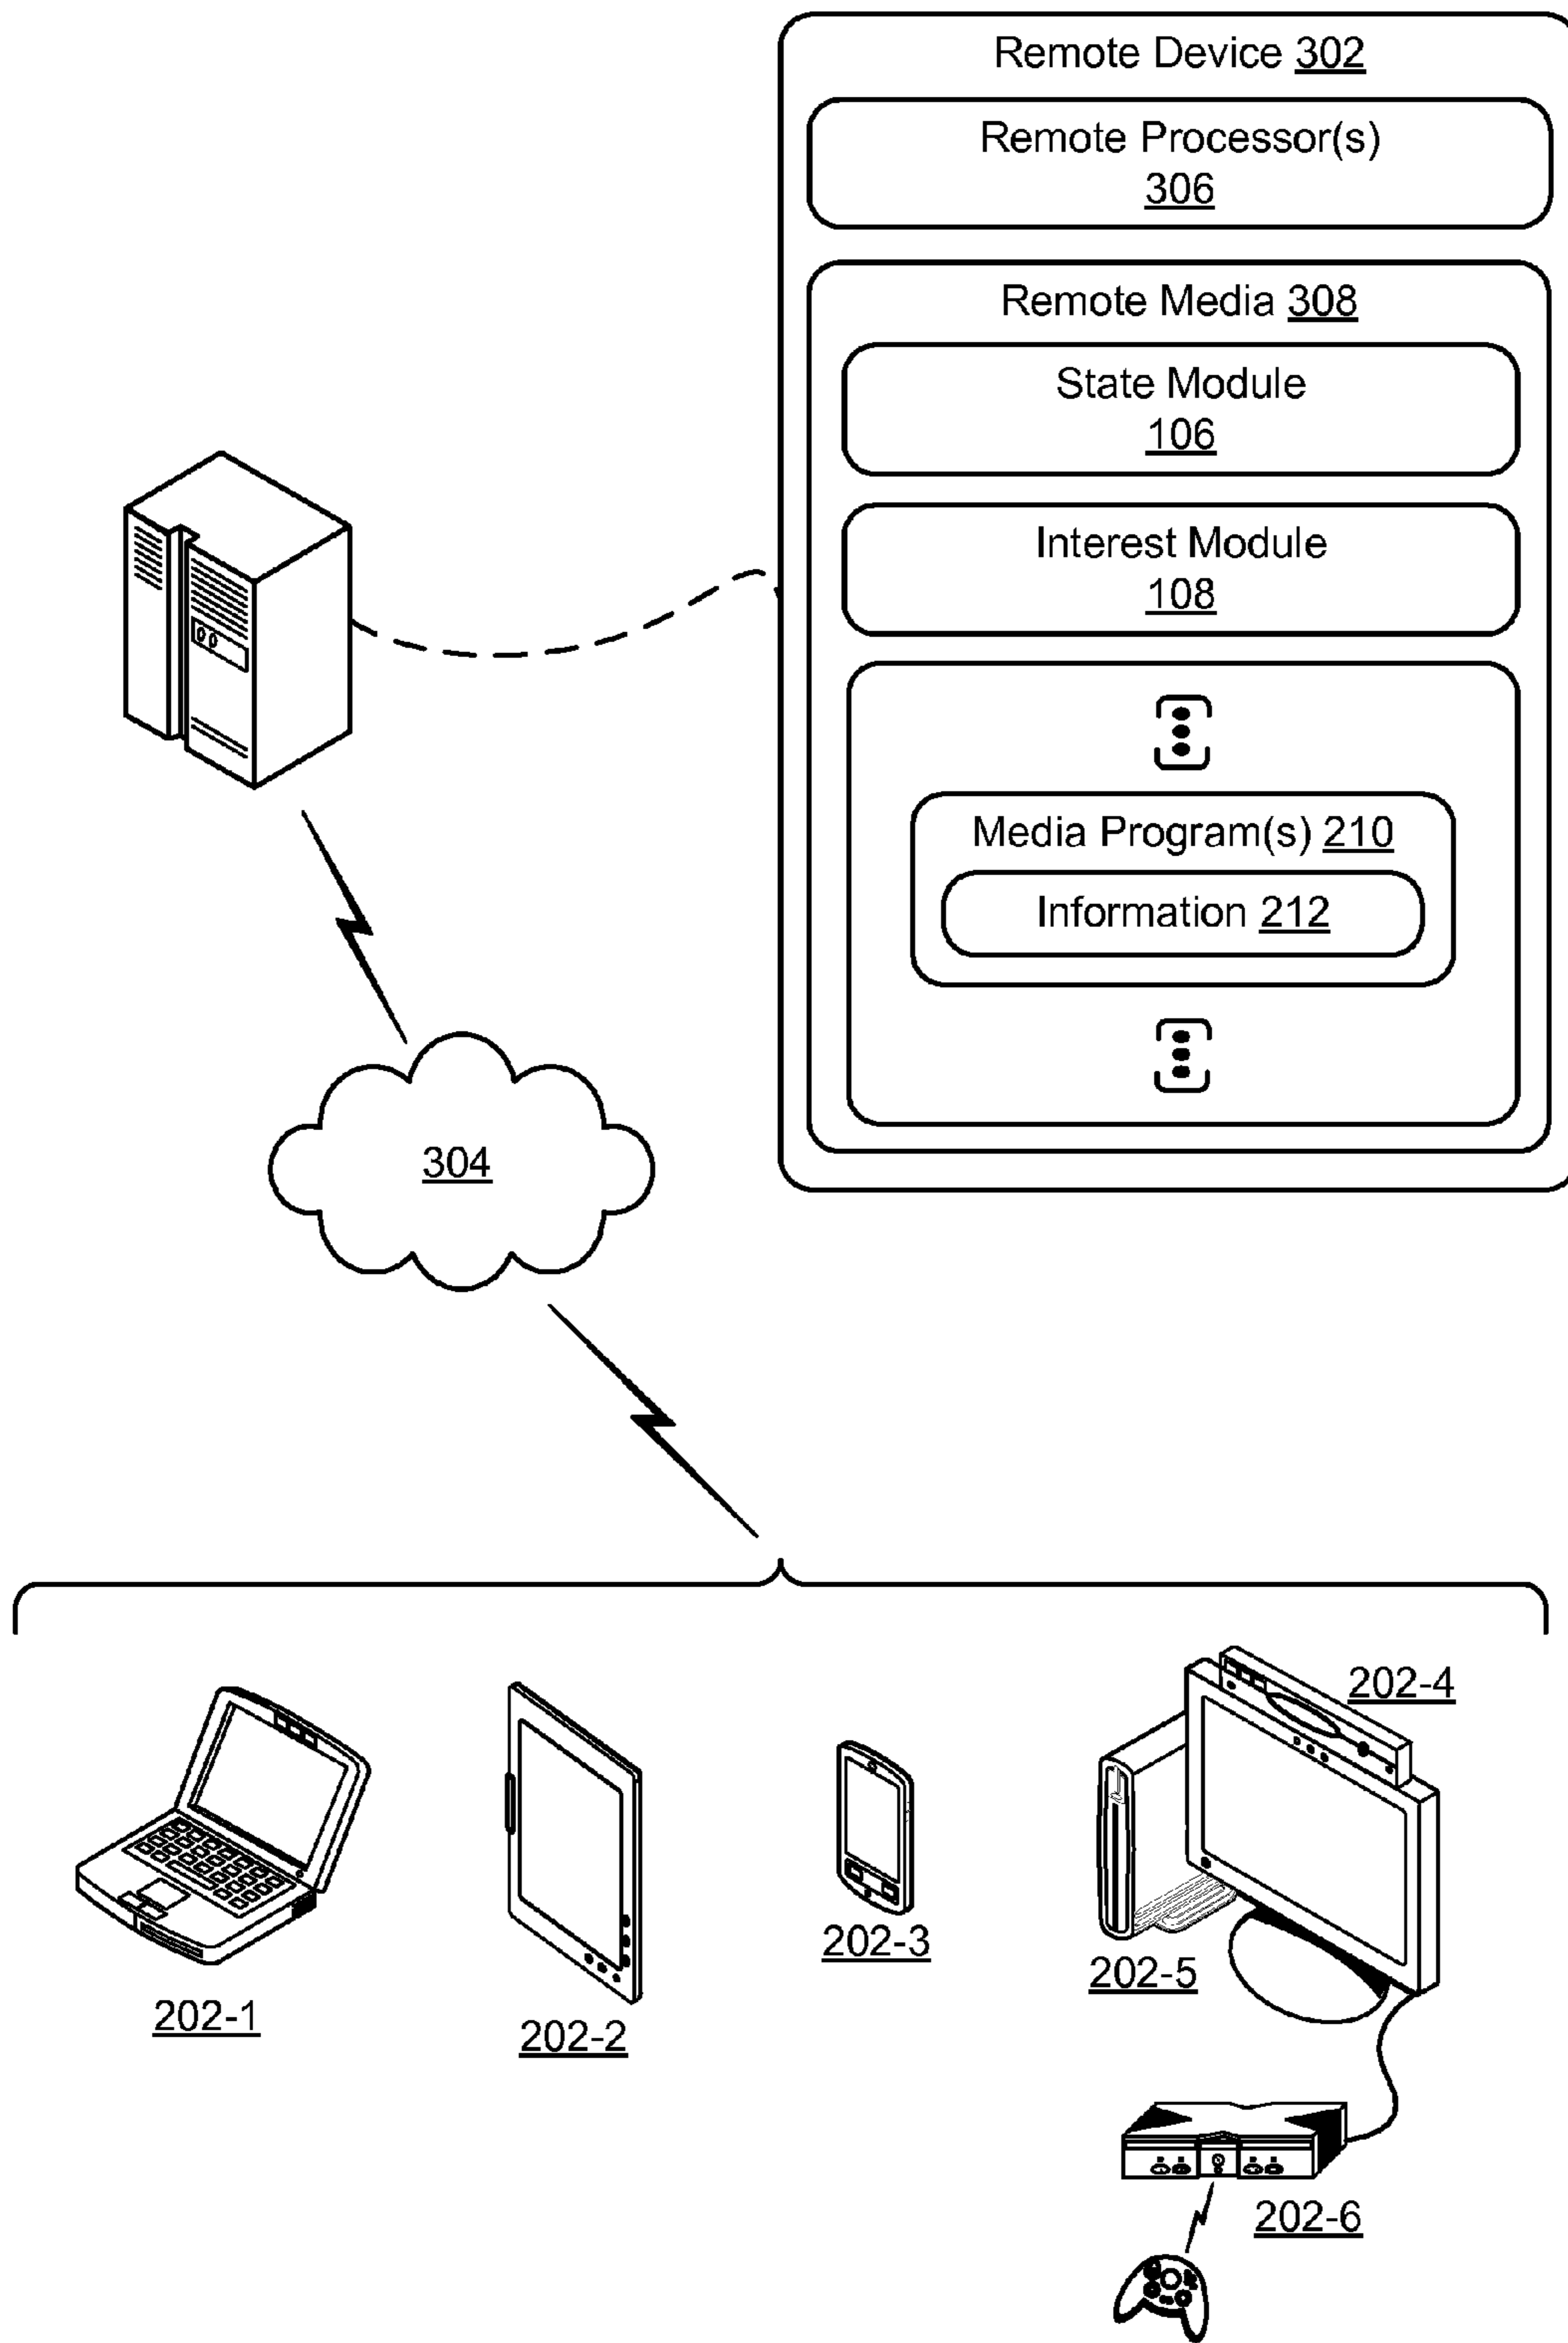 Remote Device 302
Remote Processor(s)
306
Remote Media 308
State Module
106
Interest Module
108
Media Program(s) 210
Information 212
304
202-1
202-2
202-3
202-4
202-5
202-6